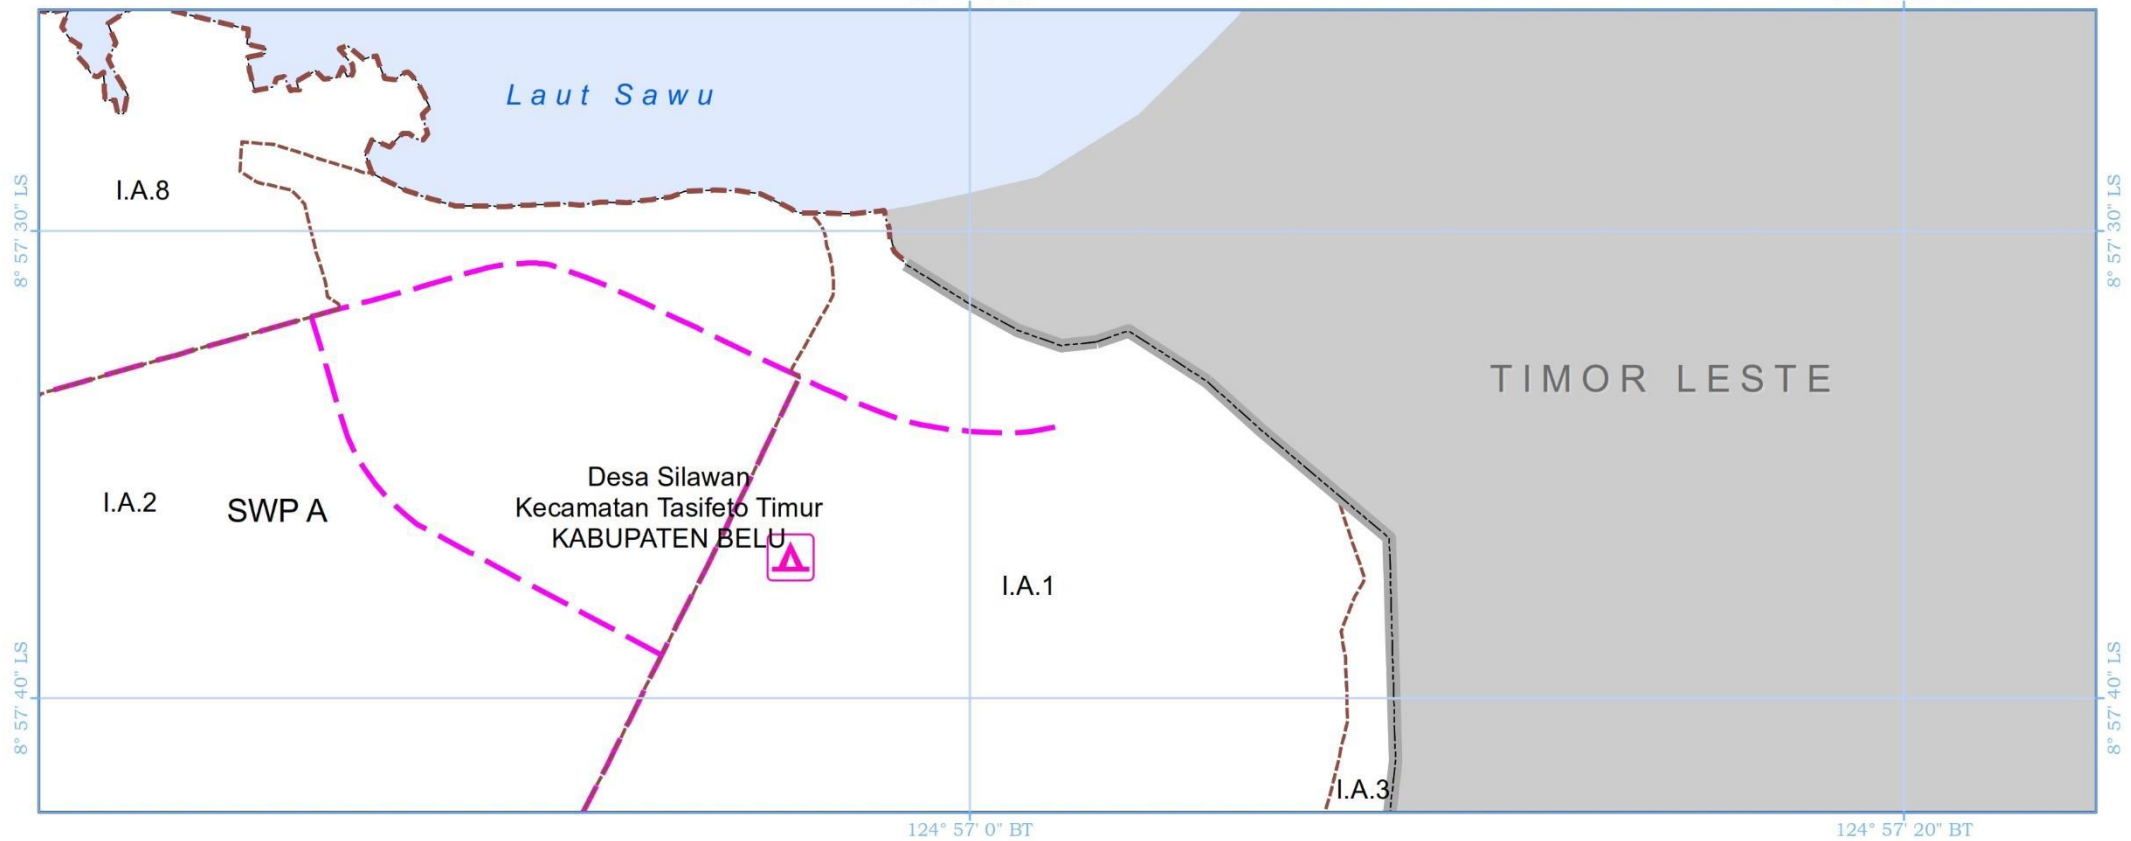 Laut Sawu
I.A.8
8° 57' 30" LS
8° 57' 30" LS
TIMOR LESTE
Desa Silawan
Kecamatan Tasifeto Timur
KABUPATEN BELU
I.A.2
SWP A
I.A.1
8° 57' 40" LS
8° 57' 40" LS
I.A.3
124° 57' 0" BT
124° 57' 20" BT